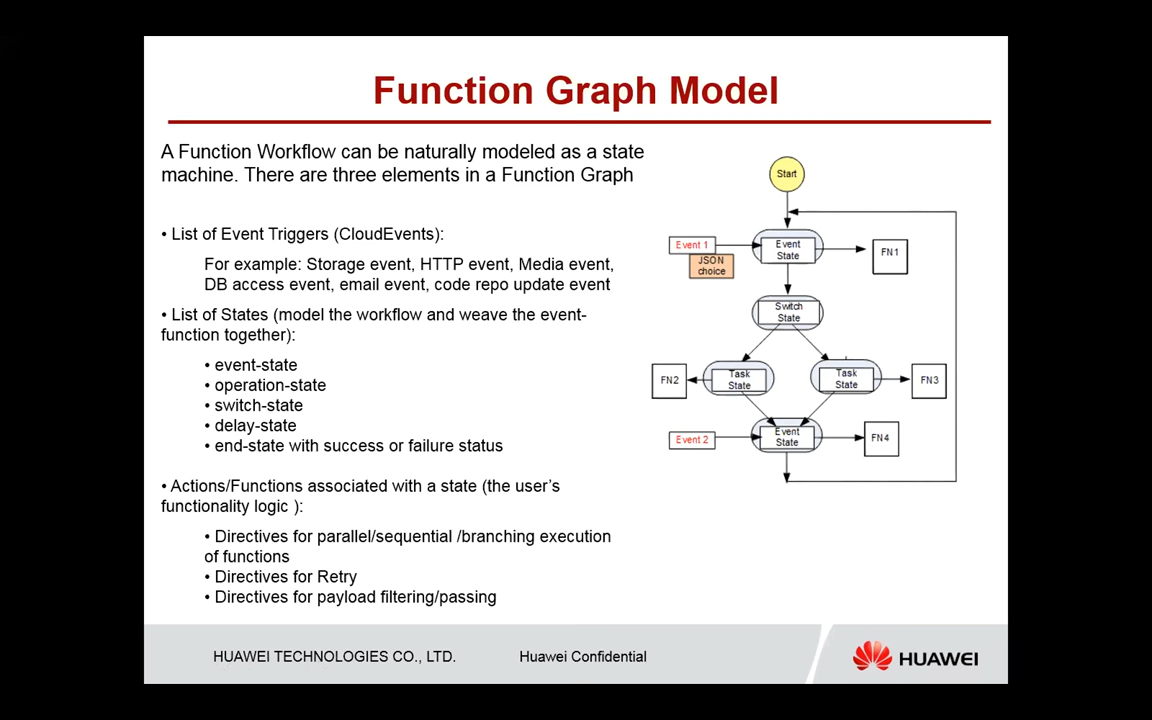 Function Graph Model
A Function Workflow can be naturally modeled as a state
machine. There are three elements in a Function Graph
• List of Event Triggers (CloudEvents):
For example: Storage event, HTTP event, Media event,
DB access event, email event, code repo update event
• List of States (model the workflow and weave the event-
function together):
• event-state
• operation-state
• switch-state
• delay-state
• end-state with success or failure status
• Actions/Functions associated with a state (the user's
functionality logic ):
• Directives for parallel/sequential /branching execution
of functions
• Directives for Retry
• Directives for payload filtering/passing
Start
Event 1
JSON
choice
Event
State
FN1
Switch
State
FN2
Task
State
Task
State
FN3
Event 2
Event
State
FN4
HUAWEI TECHNOLOGIES CO., LTD.
Huawei Confidential
HUAWEI